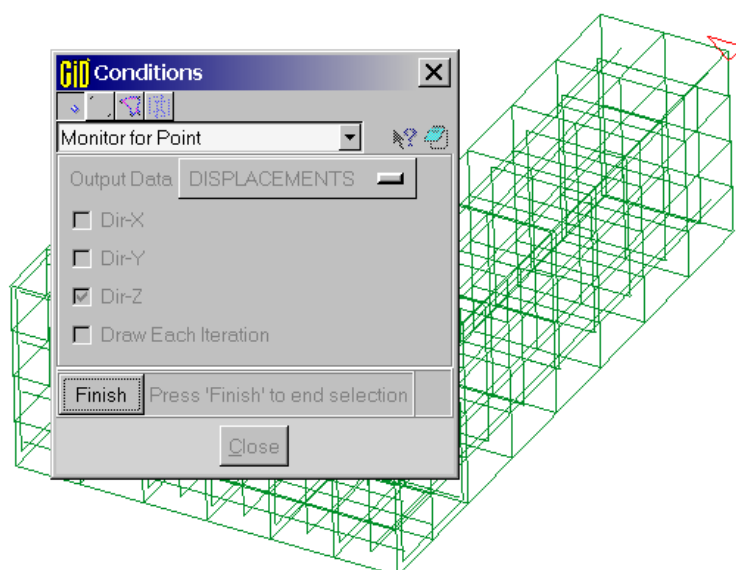 GiD Conditions
Monitor for Point
Output Data DISPLACEMENTS
Dir-X
Dir-Y
Dir-Z
Draw Each Iteration
Finish Press 'Finish' to end selection
Close